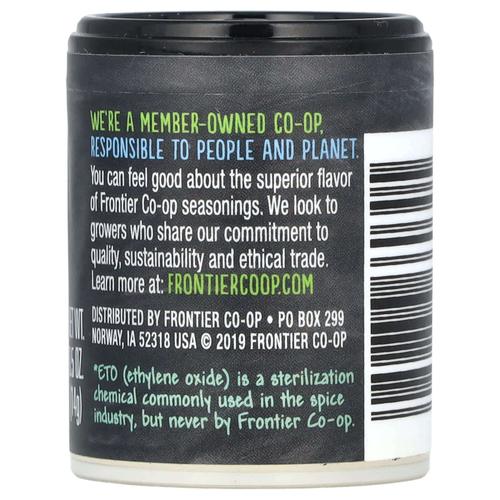 WE'RE A MEMBER-OWNED CO-OP,
RESPONSIBLE TO PEOPLE AND PLANET.
You can feel good about the superior flavor
of Frontier Co-op seasonings. We look to
growers who share our commitment to
quality, sustainability and ethical trade.
Learn more at: FRONTIERCOOP.COM
DISTRIBUTED BY FRONTIER CO-OP • PO BOX 299
NORWAY, IA 52318 USA © 2019 FRONTIER CO-OP
*ETO (ethylene oxide) is a sterilization
chemical commonly used in the spice
industry, but never by Frontier Co-op.
WT.
OZ.